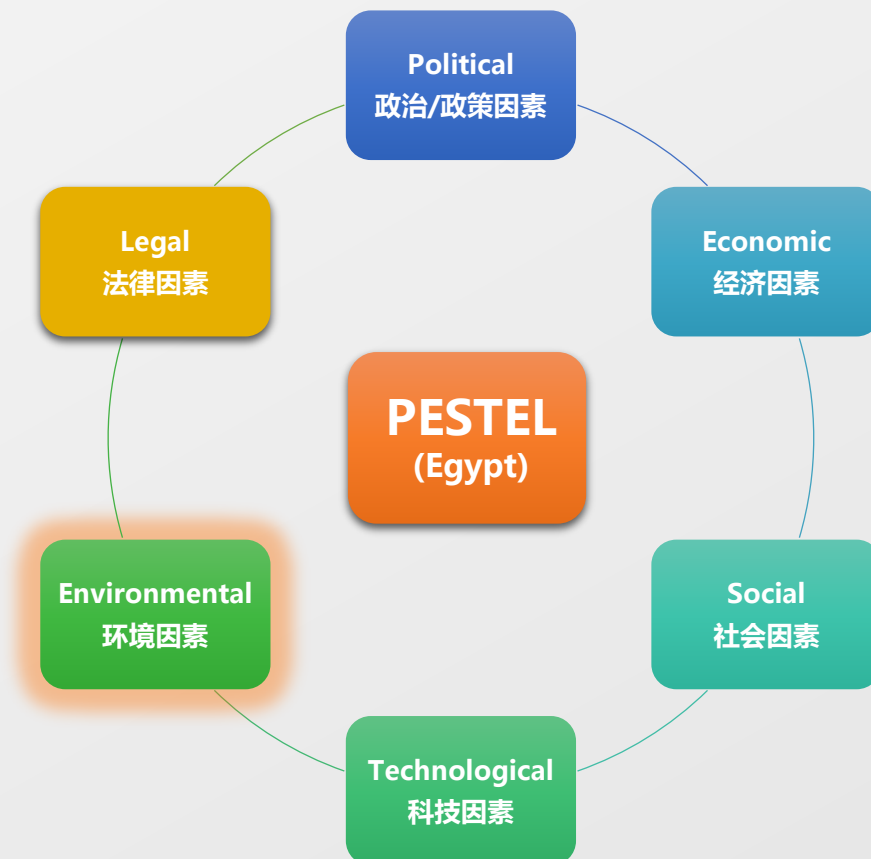 Political
政治/政策因素
Legal
法律因素
Economic
经济因素
PESTEL
(Egypt)
Environmental
环境因素
Social
社会因素
Technological
科技因素